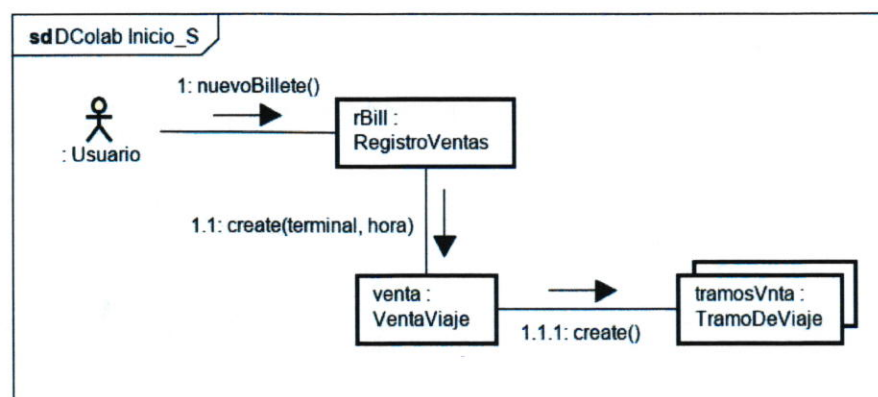 sd DColab Inicio_S
1: nuevoBillete()
: Usuario
rBill :
RegistroVentas
1.1: create(terminal, hora)
venta :
VentaViaje
1.1.1: create()
tramosVnta :
TramoDeViaje